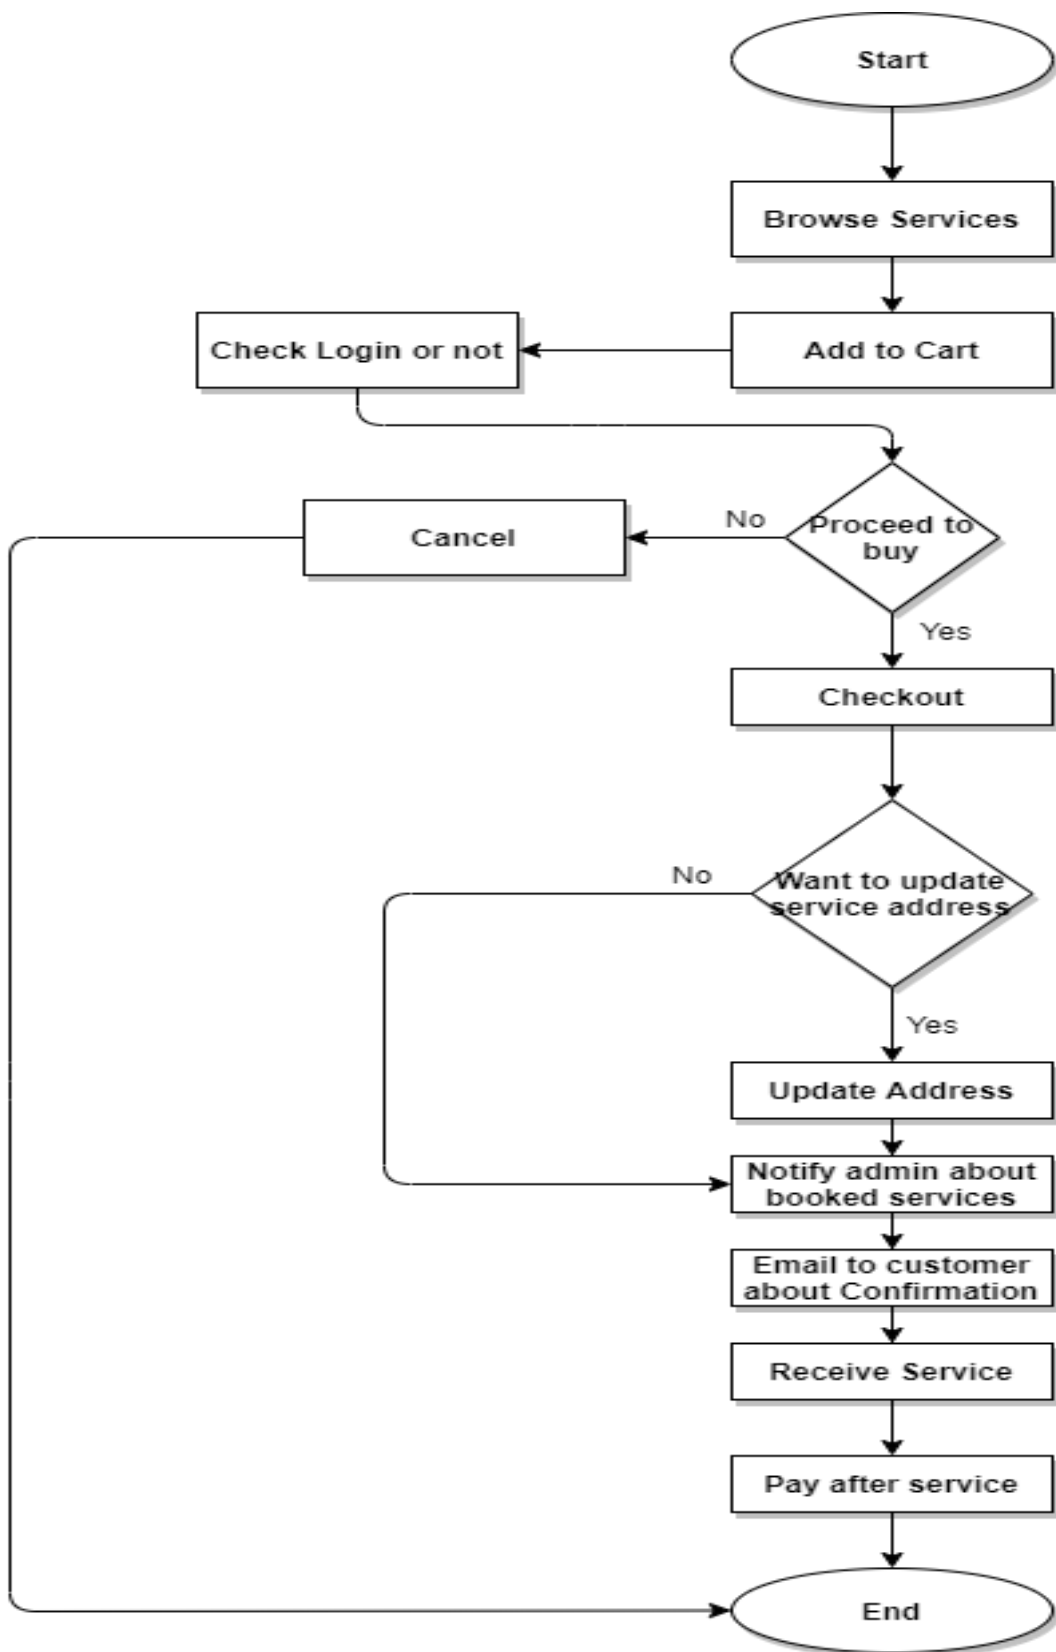 Start
Browse Services
Check Login or not
Add to Cart
Cancel
No
Proceed to
buy
Yes
Checkout
No
Want to update
service address
Yes
Update Address
Notify admin about
booked services
Email to customer
about Confirmation
Receive Service
Pay after service
End